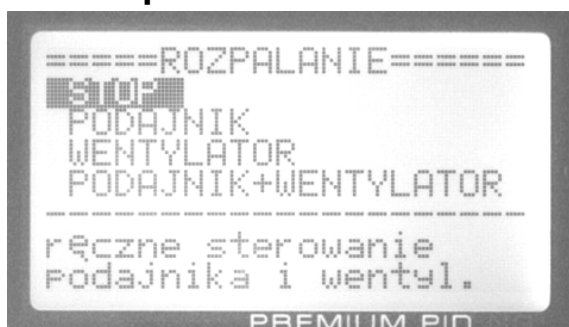 =====ROZPALANIE======
STOP
PODAJNIK
WENTYLATOR
PODAJNIK+WENTYLATOR
---------------------
ręczne sterowanie
podajnika i wentyl.
PREMIUM PID